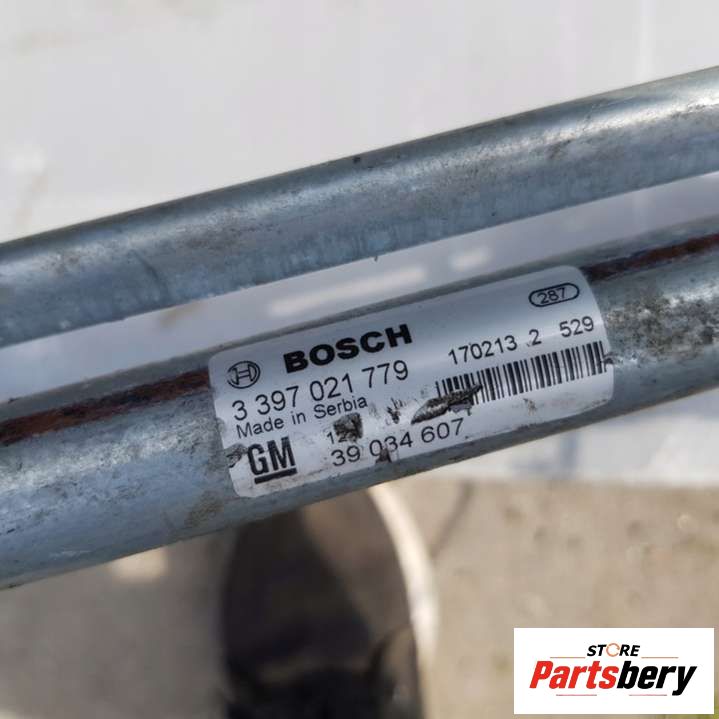 BOSCH
287
3 397 021 779
170213 2 529
Made in Serbia
GM
39 034 607
STORE
Partsbery